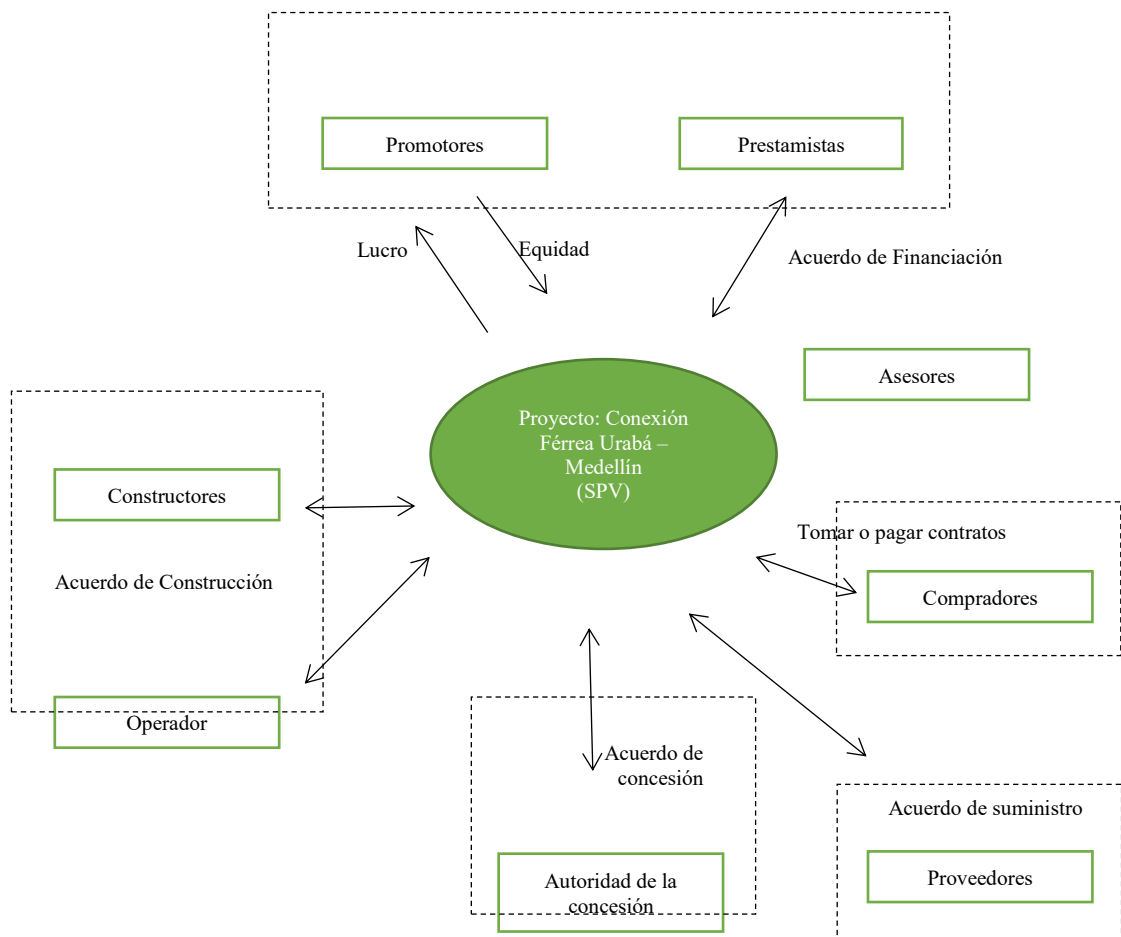 Promotores
Prestamistas
Lucro
Equidad
Acuerdo de Financiación
Asesores
Proyecto: Conexión
Férrea Urabá –
Medellín
(SPV)
Constructores
Tomar o pagar contratos
Acuerdo de Construcción
Compradores
Operador
Acuerdo de
concesión
Acuerdo de suministro
Autoridad de la
concesión
Proveedores